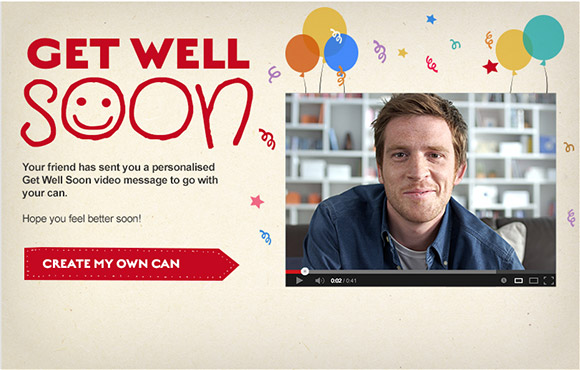 GET WELL
SOON
Your friend has sent you a personalised
Get Well Soon video message to go with
your can.
Hope you feel better soon!
CREATE MY OWN CAN
0:02 / 0:41